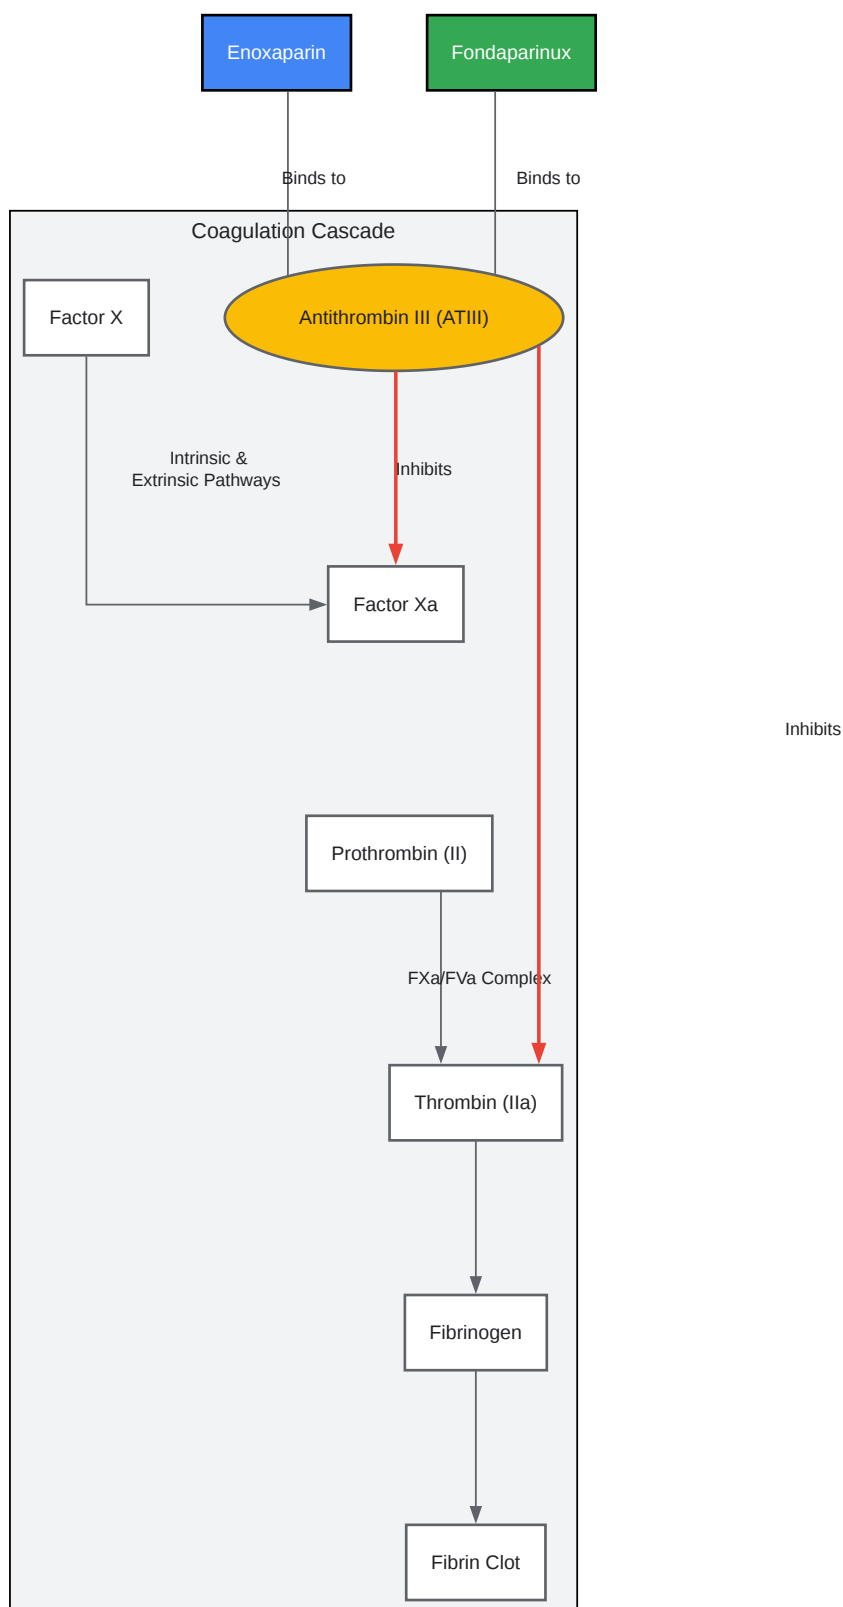 Enoxaparin
Fondaparinux
Binds to
Binds to
Coagulation Cascade
Factor X
Antithrombin III (ATIII)
Intrinsic &
Extrinsic Pathways
Inhibits
Factor Xa
Inhibits
Prothrombin (II)
FXa/FVa Complex
Thrombin (IIa)
Fibrinogen
Fibrin Clot